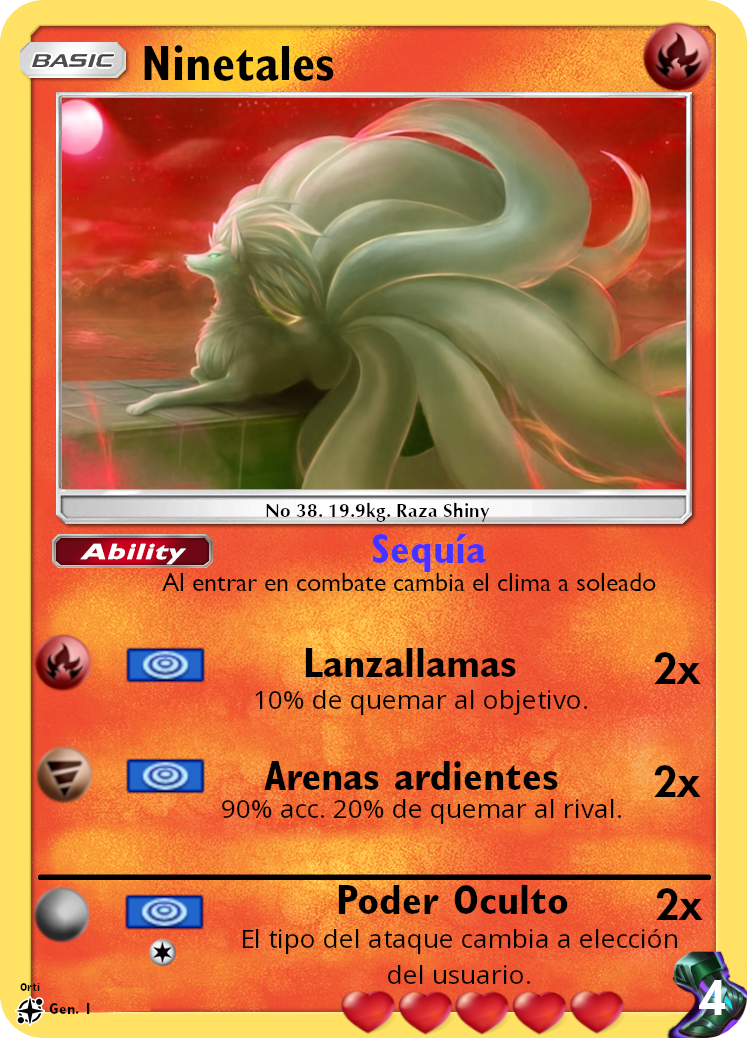 BASIC Ninetales
No 38. 19.9kg. Raza Shiny
Ability Sequía
Al entrar en combate cambia el clima a soleado
Lanzallamas 2x
10% de quemar al objetivo.
Arenas ardientes 2x
90% acc. 20% de quemar al rival.
Poder Oculto 2x
El tipo del ataque cambia a elección
del usuario.
Orti
Gen. I
4